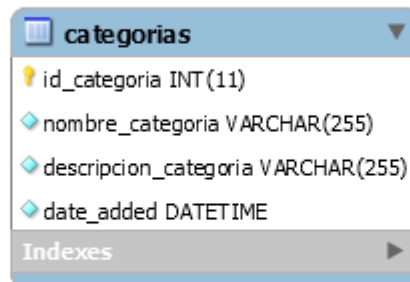 categorias
id_categoria INT(11)
nombre_categoria VARCHAR(255)
descripcion_categoria VARCHAR(255)
date_added DATETIME
Indexes